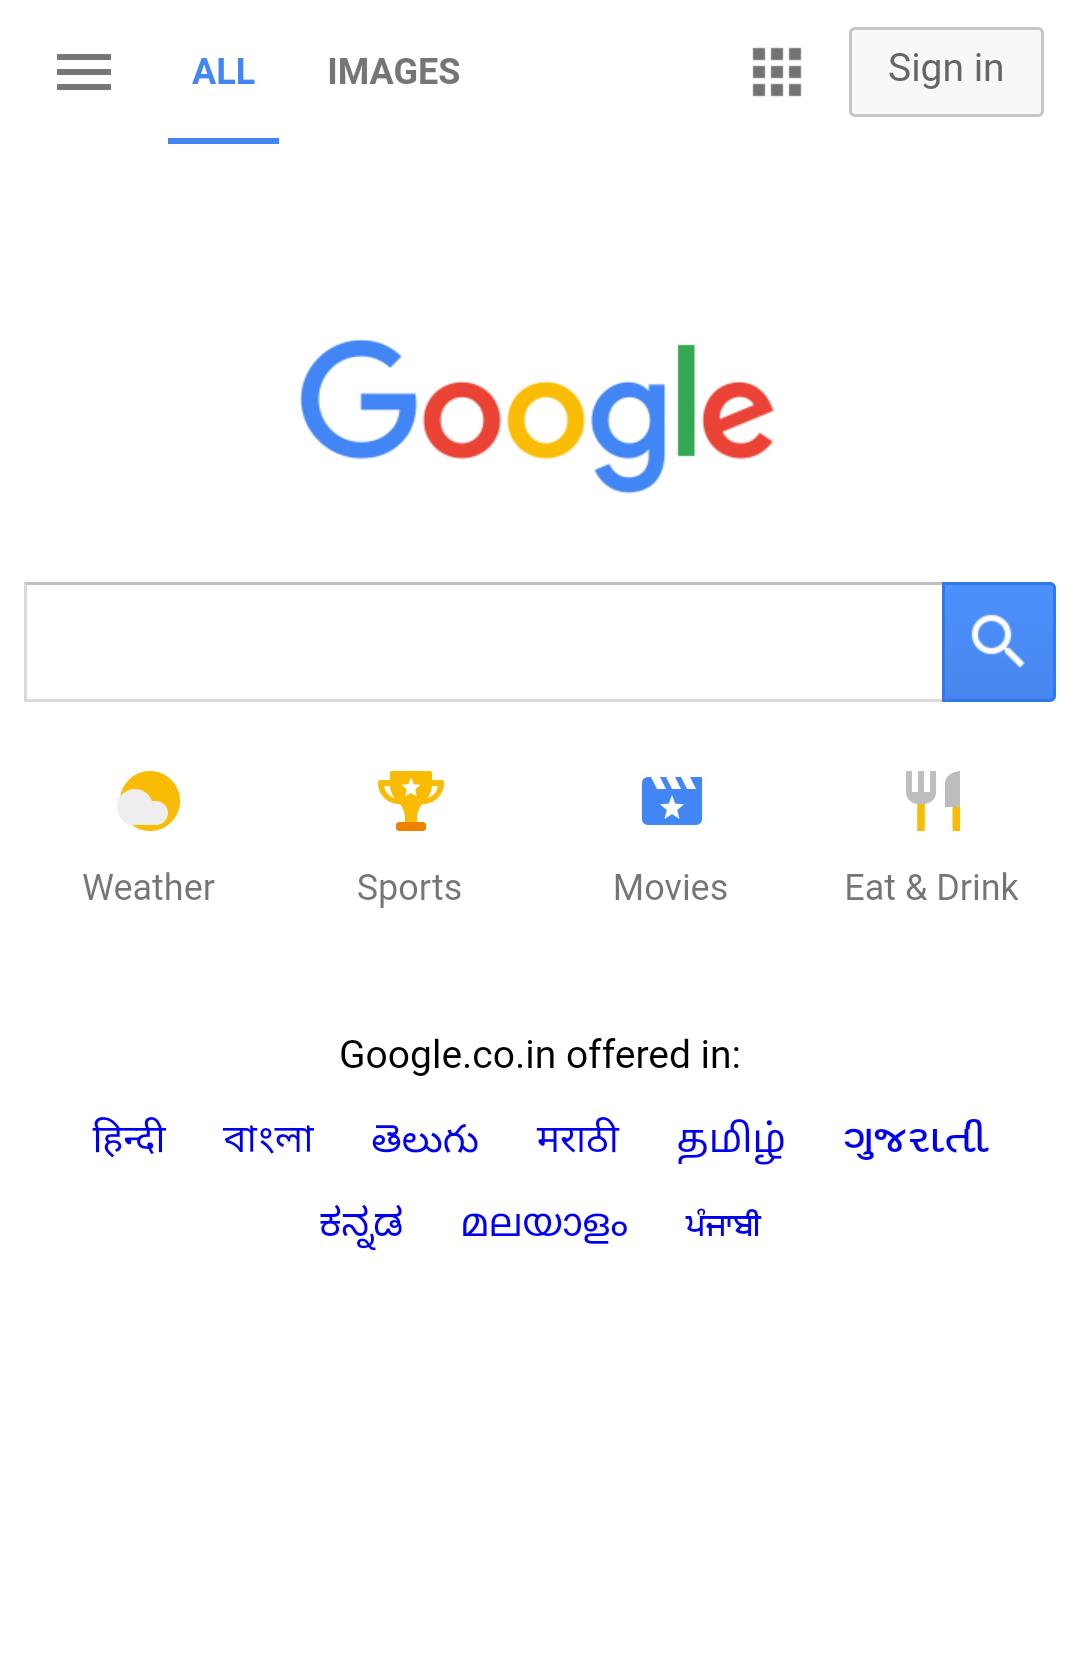 ALL IMAGES Sign in
Google
Weather Sports Movies Eat & Drink
Google.co.in offered in:
हिन्दी বাংলা తెలుగు मराठी தமிழ் ગુજરાતી
ಕನ್ನಡ മലയാളം ਪੰਜਾਬੀ